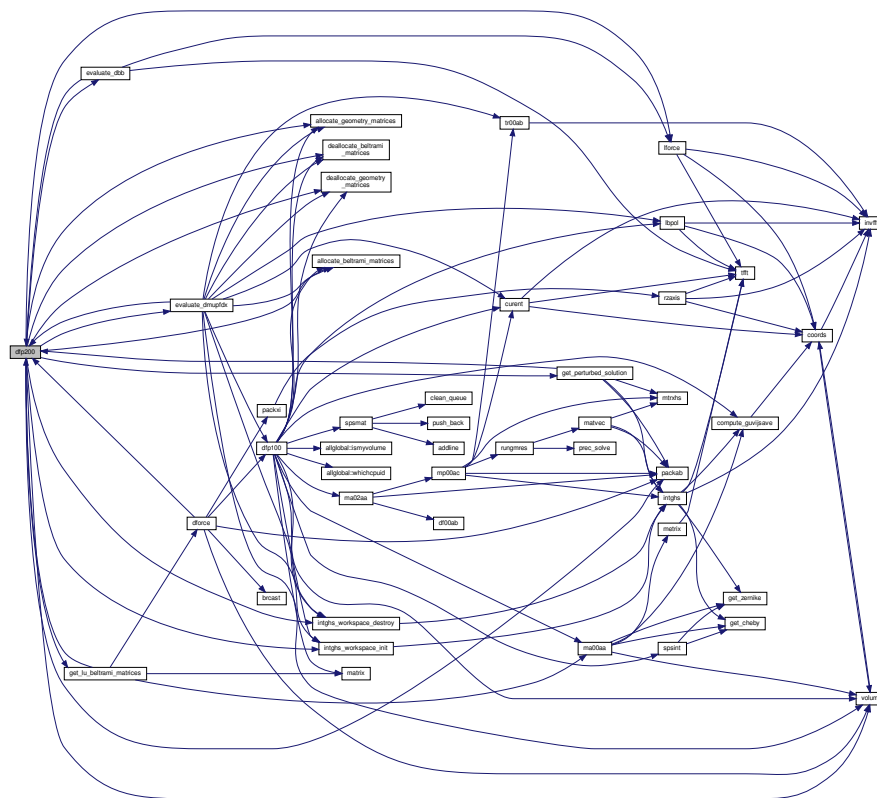 evaluate_dbb
allocate_geometry_matrices
tr00ab
deallocate_beltrami
_matrices
lforce
deallocate_geometry
_matrices
lbpol
allocate_beltrami_matrices
tfft
rzaxis
evaluate_dmupfdx
curent
coords
dfp200
get_perturbed_solution
clean_queue
mtrxhs
packxi
spsmat
push_back
matvec
compute_guvijsave
dfp100
allglobal::ismyvolume
addline
rungmres
prec_solve
allglobal::whichcpuid
mp00ac
packab
ma02aa
intghs
dforce
df00ab
brcast
get_zernike
intghs_workspace_destroy
get_cheby
intghs_workspace_init
ma00aa
spsint
get_lu_beltrami_matrices
matrix